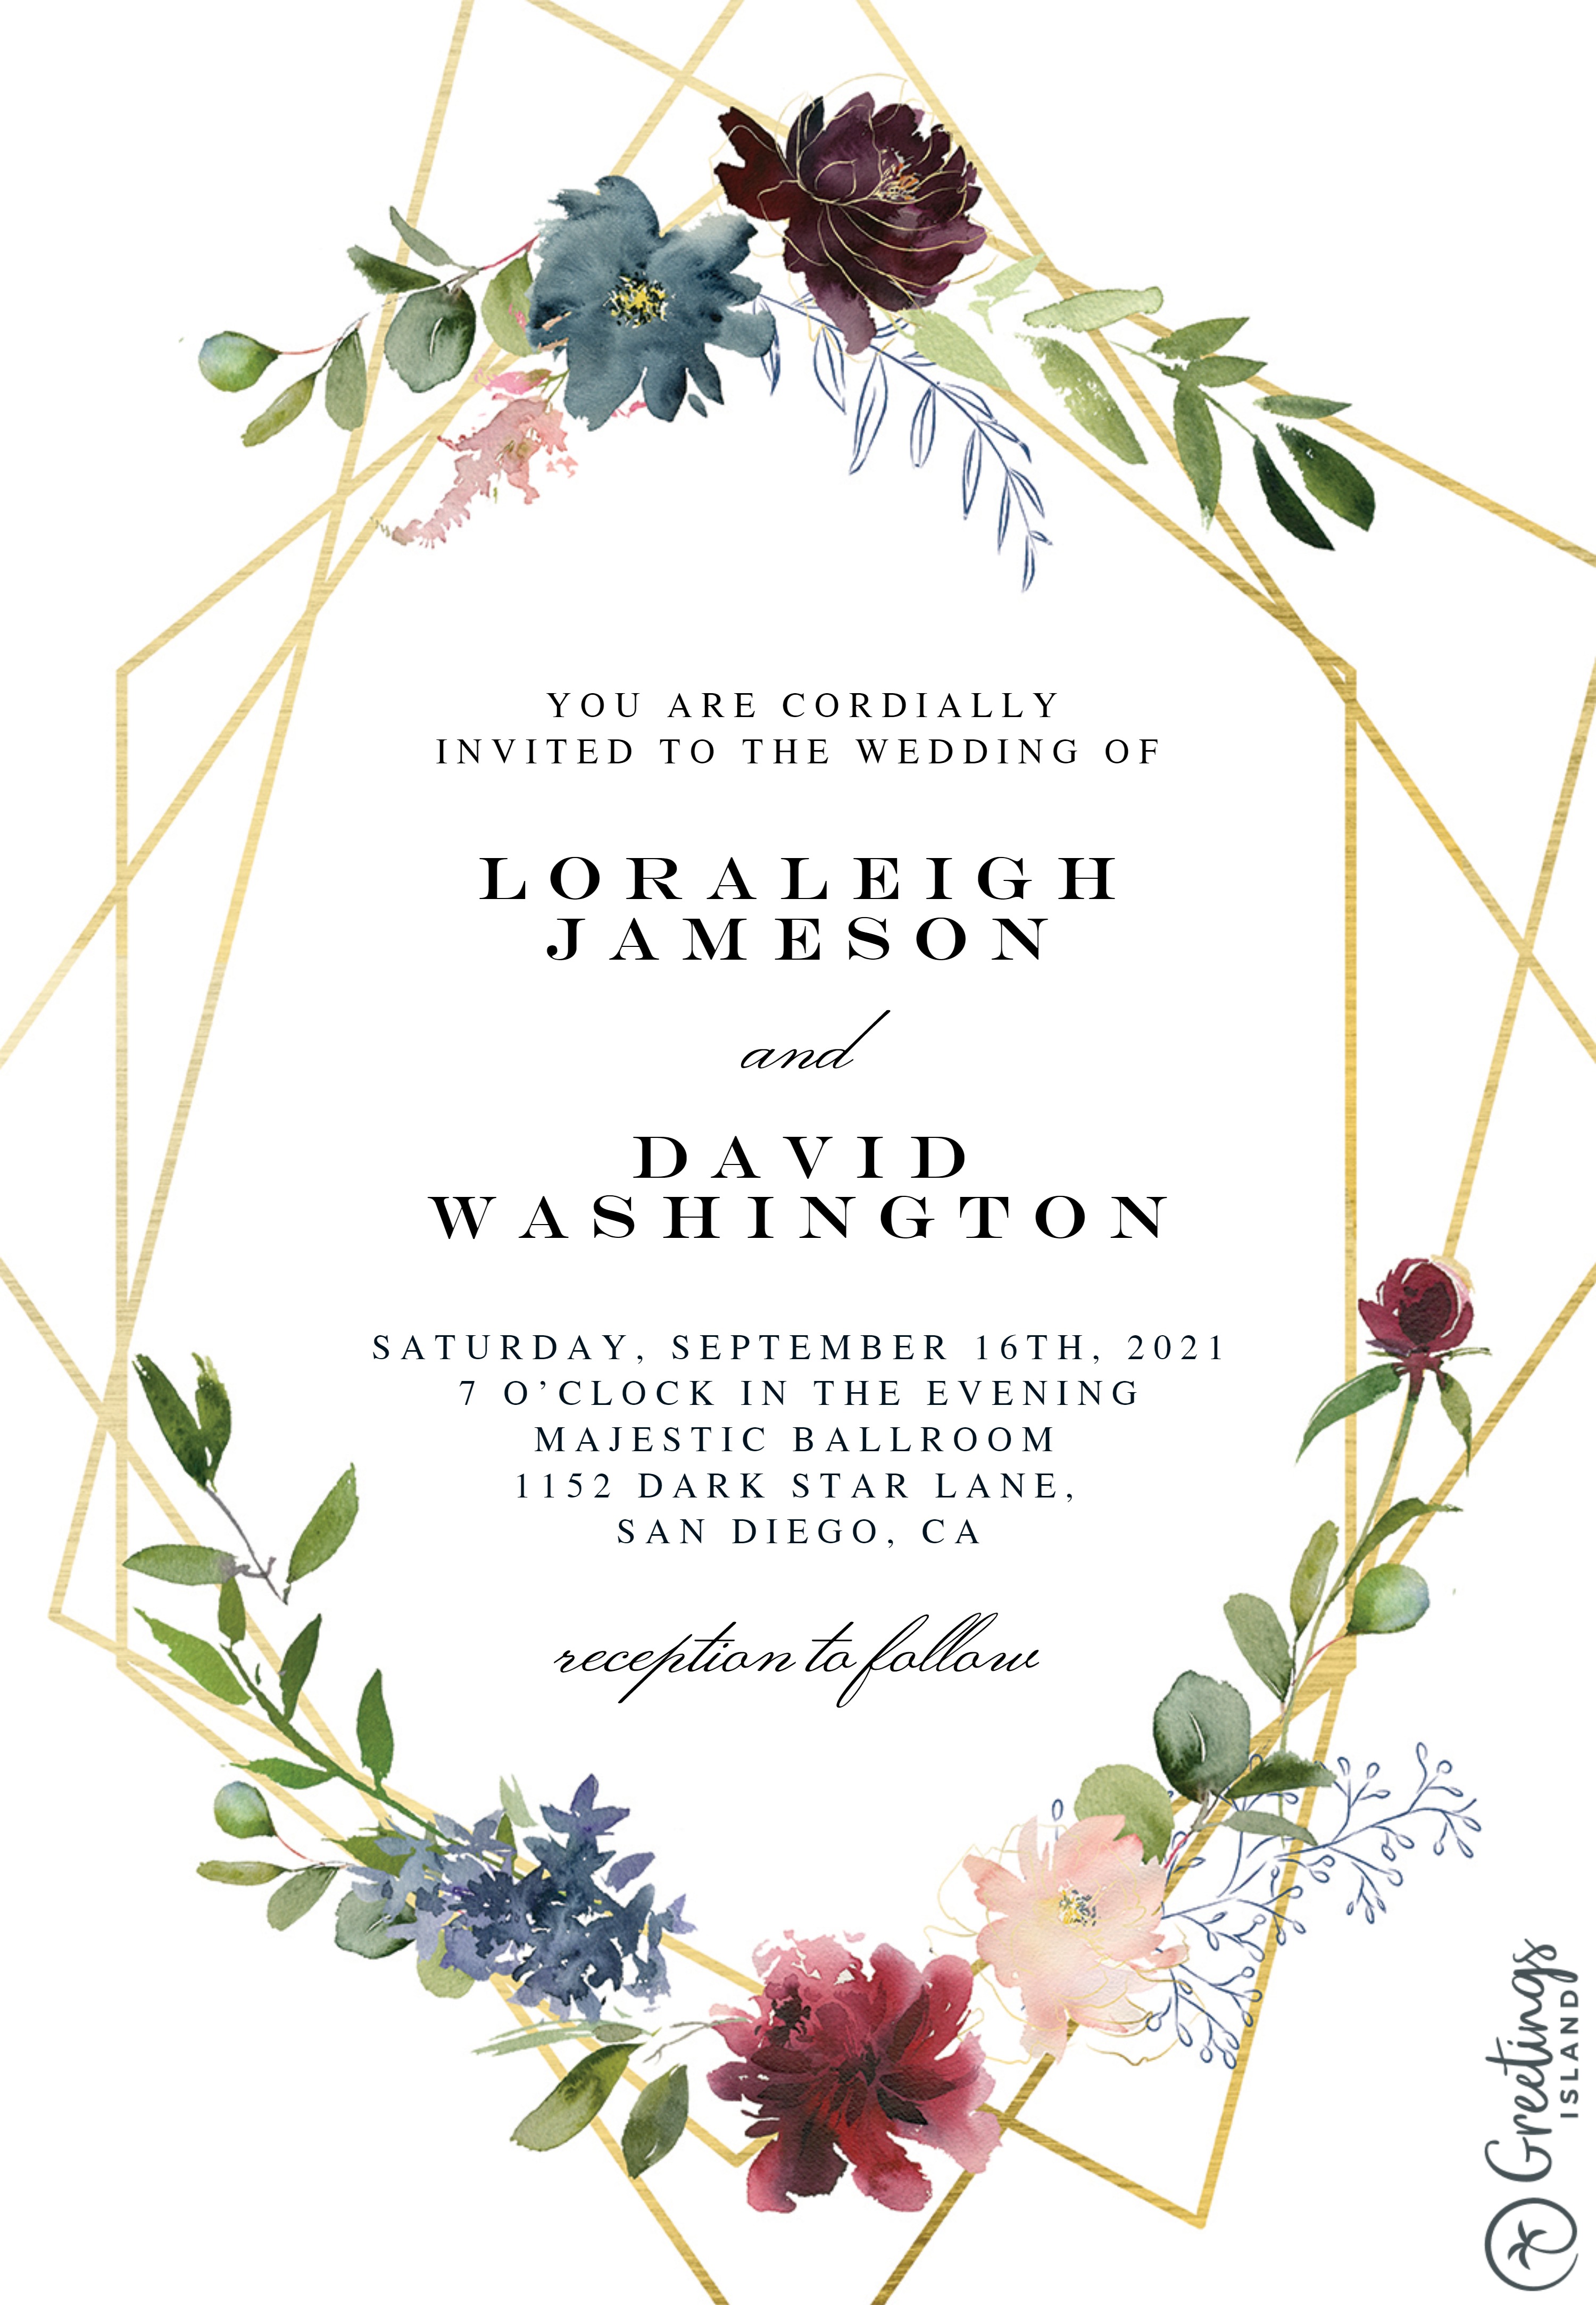 YOU ARE CORDIALLY
INVITED TO THE WEDDING OF
LORALEIGH
JAMESON
and
DAVID
WASHINGTON
SATURDAY, SEPTEMBER 16TH, 2021
7 O’CLOCK IN THE EVENING
MAJESTIC BALLROOM
1152 DARK STAR LANE,
SAN DIEGO, CA
reception to follow
Greetings
ISLAND